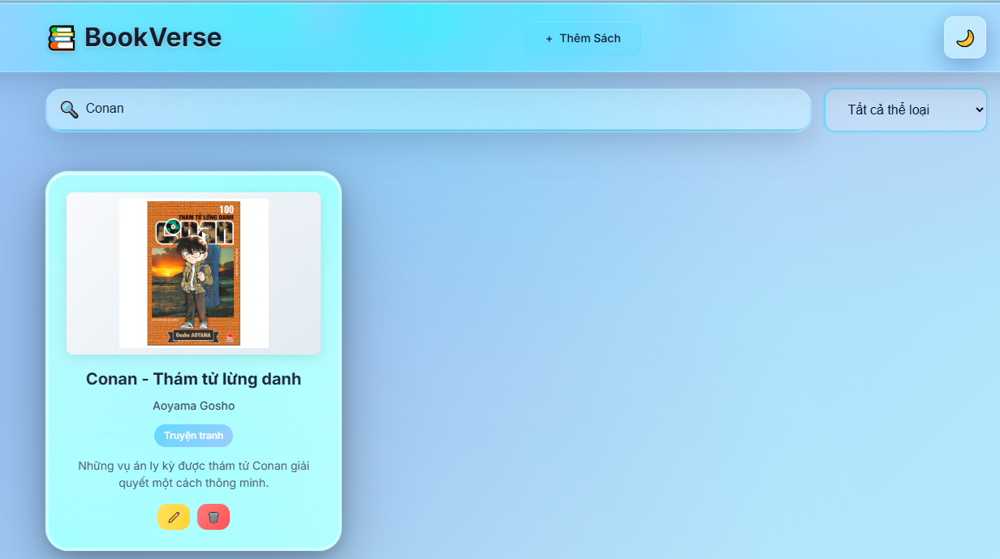 BookVerse
+ Thêm Sách
Conan
Tất cả thể loại
100
THÁM TỬ LỪNG DANH
Conan
Gosho AOYAMA
Conan - Thám tử lừng danh
Aoyama Gosho
Truyện tranh
Những vụ án ly kỳ được thám tử Conan giải
quyết một cách thông minh.